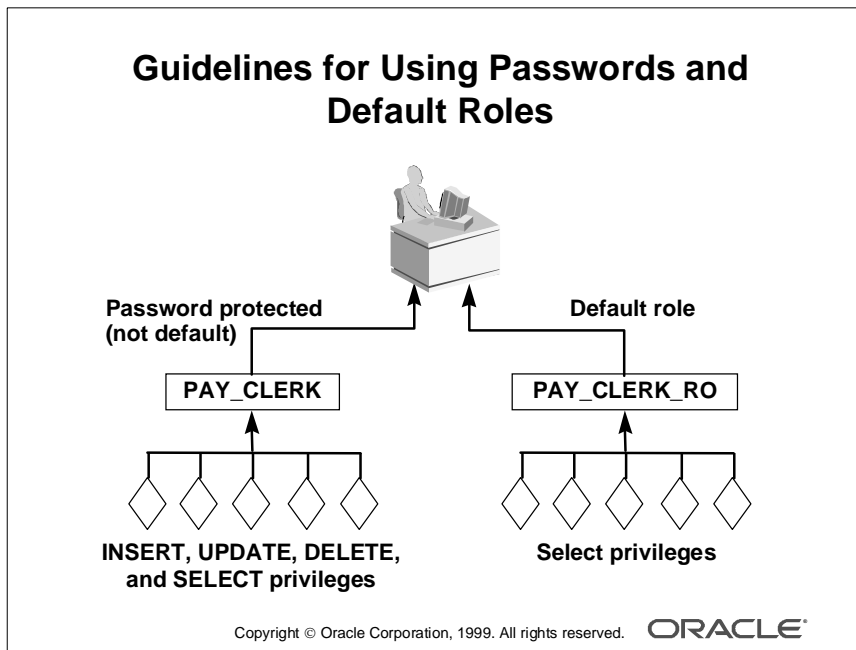 Guidelines for Using Passwords and
Default Roles
Password protected
(not default)
Default role
PAY_CLERK
PAY_CLERK_RO
INSERT, UPDATE, DELETE,
and SELECT privileges
Select privileges
Copyright © Oracle Corporation, 1999. All rights reserved.
ORACLE®